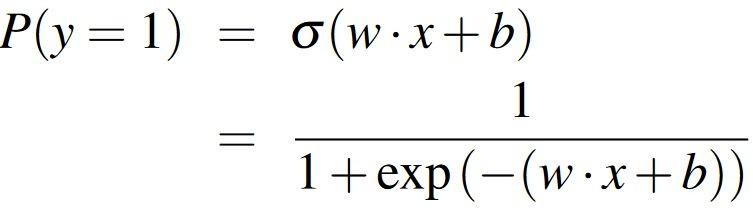 P(y = 1) = σ(w · x + b)
= 1 / (1 + exp(−(w · x + b)))